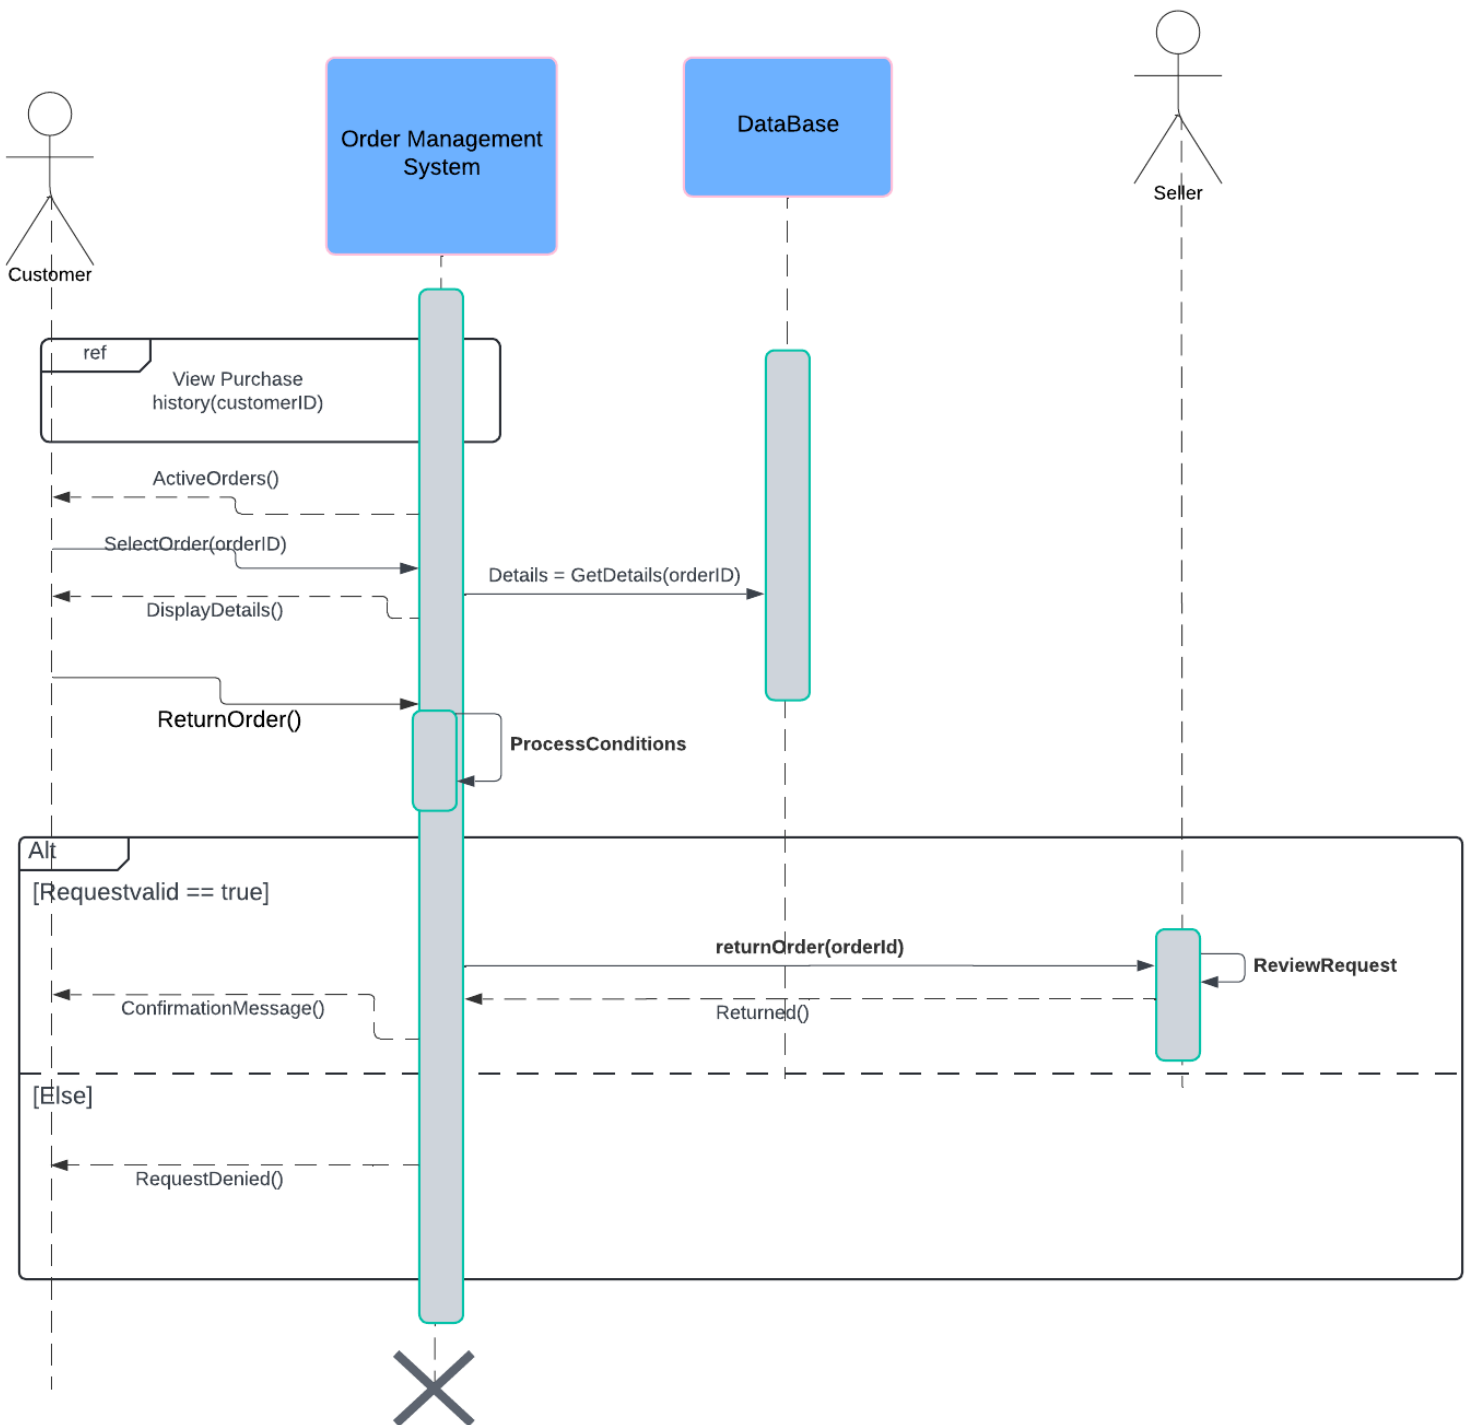 Order Management
System
DataBase
Seller
Customer
ref
View Purchase
history(customerID)
ActiveOrders()
SelectOrder(orderID)
Details = GetDetails(orderID)
DisplayDetails()
ReturnOrder()
ProcessConditions
Alt
[Requestvalid == true]
returnOrder(orderId)
ReviewRequest
ConfirmationMessage()
Returned()
[Else]
RequestDenied()